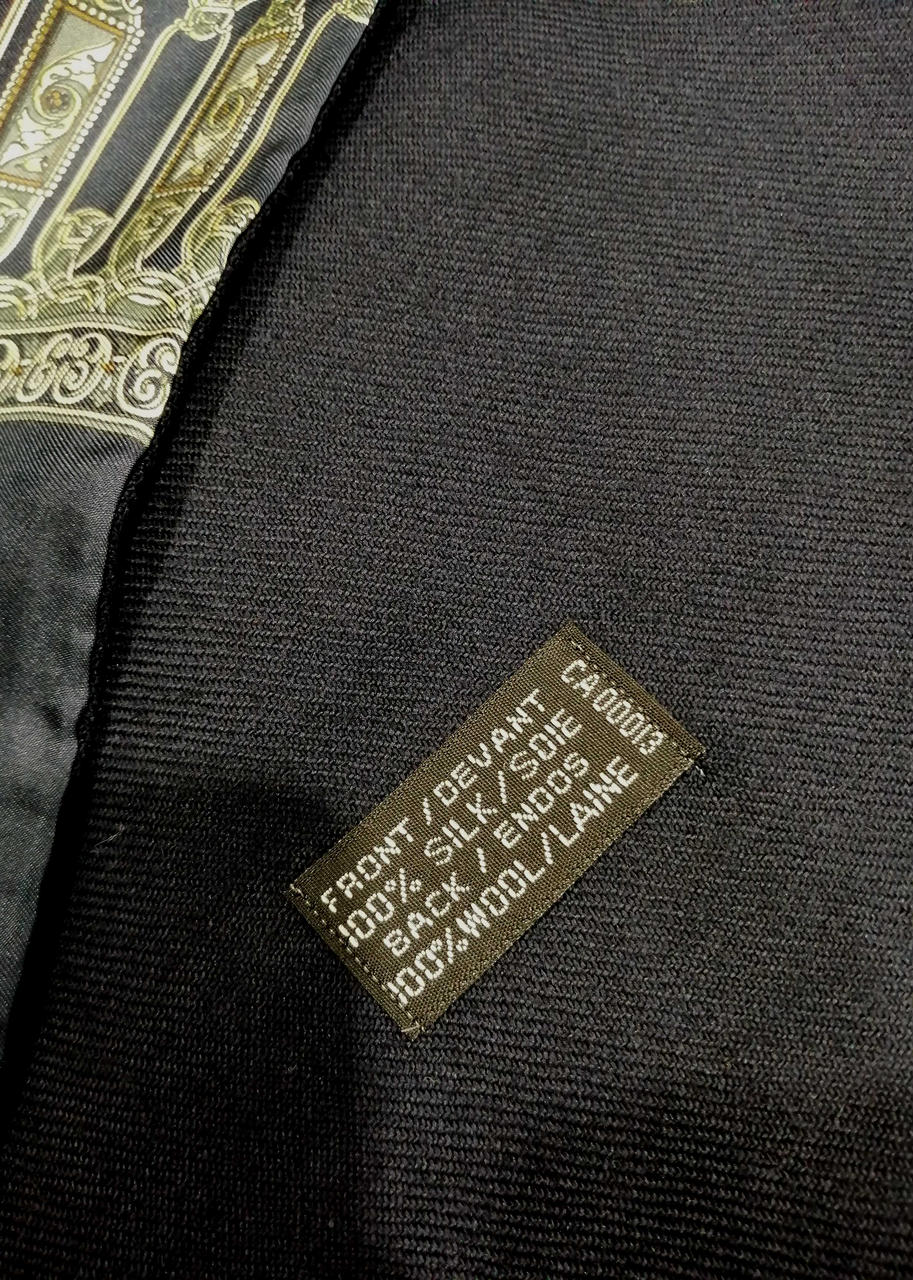 FRONT/DEVANT
100% SILK/SOIE
BACK / ENDOS
100%WOOL/LAINE
CA00013